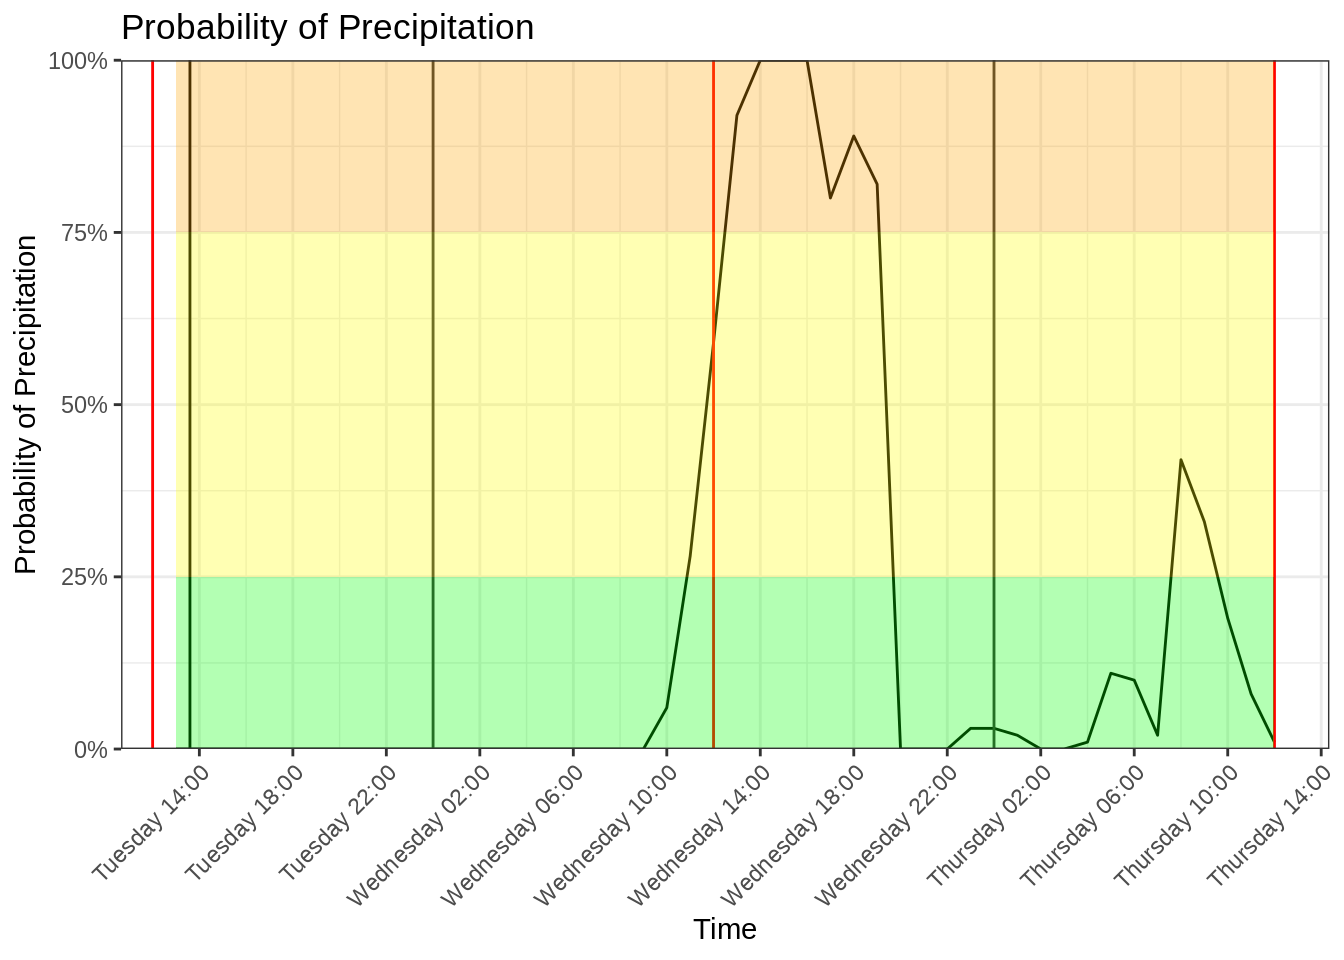 Probability of Precipitation
Probability of Precipitation
100%
75%
50%
25%
0%
Tuesday 14:00
Tuesday 18:00
Tuesday 22:00
Wednesday 02:00
Wednesday 06:00
Wednesday 10:00
Wednesday 14:00
Wednesday 18:00
Wednesday 22:00
Thursday 02:00
Thursday 06:00
Thursday 10:00
Thursday 14:00
Time